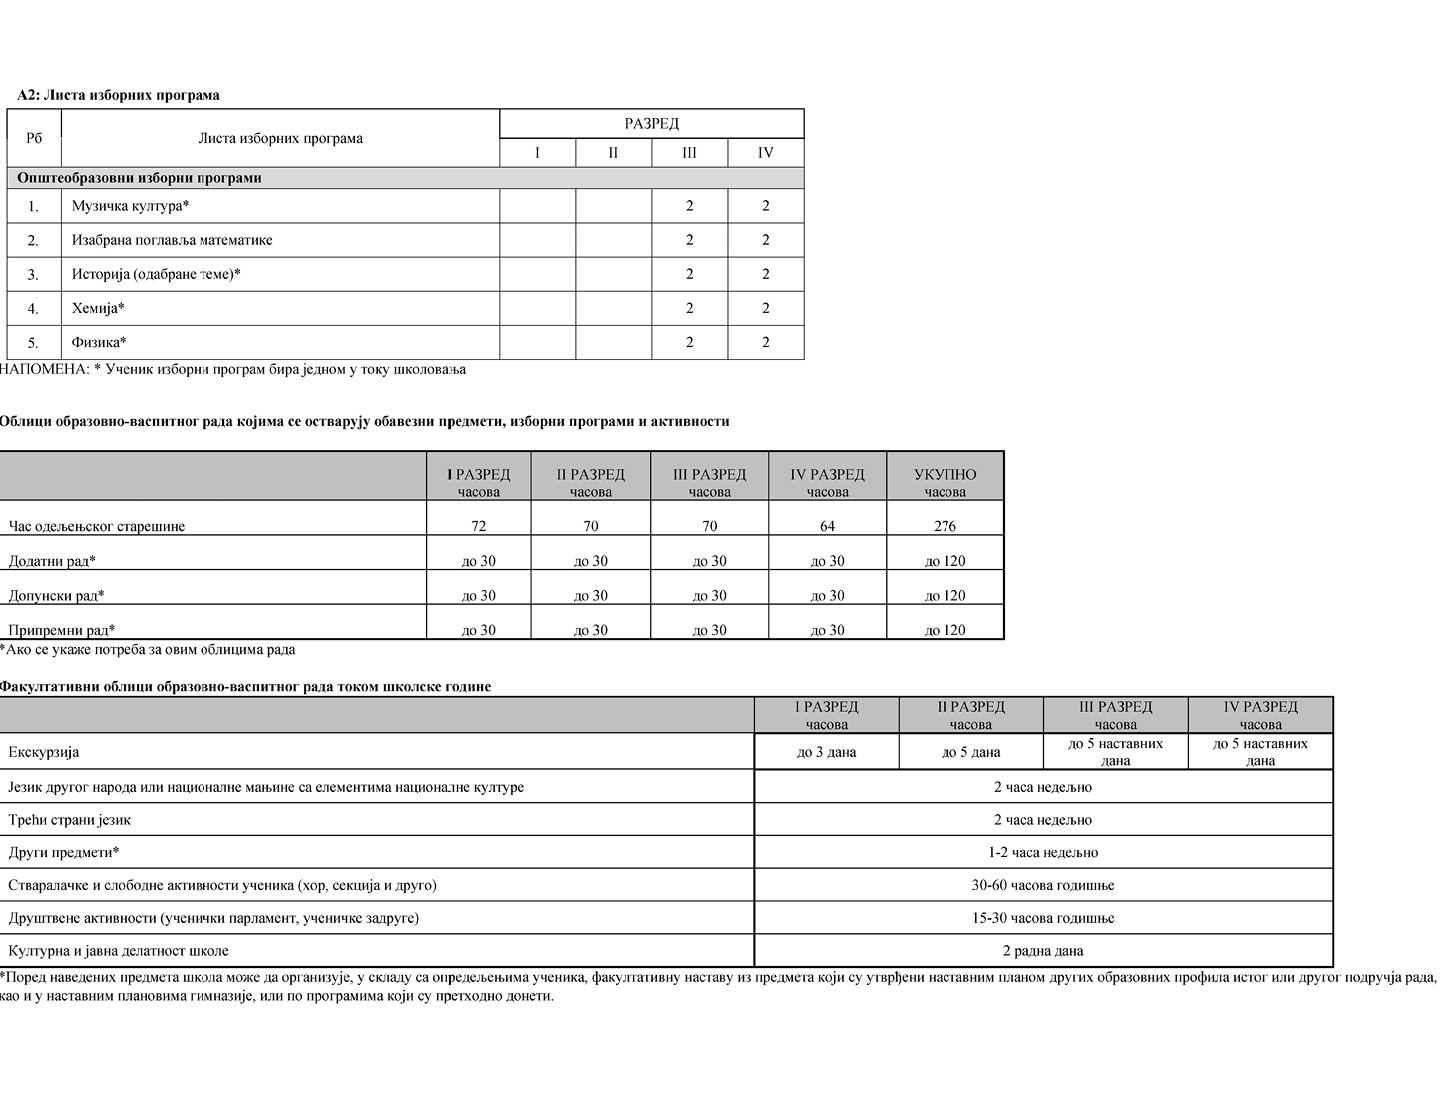 А2: Листа изборних програма
Рб Листа изборних програма РАЗРЕД
I II III IV
Општеобразовни изборни програми
1. Музичка култура* 2 2
2. Изабрана поглавља математике 2 2
3. Историја (одабране теме)* 2 2
4. Хемија* 2 2
5. Физика* 2 2
НАПОМЕНА: * Ученик изборни програм бира једном у току школовања
Облици образовно-васпитног рада којима се остварују обавезни предмети, изборни програми и активности
I РАЗРЕД II РАЗРЕД III РАЗРЕД IV РАЗРЕД УКУПНО
часова часова часова часова часова
Час одељењског старешине 72 70 70 64 276
Додатни рад* до 30 до 30 до 30 до 30 до 120
Допунски рад* до 30 до 30 до 30 до 30 до 120
Припремни рад* до 30 до 30 до 30 до 30 до 120
*Ако се укаже потреба за овим облицима рада
Факултативни облици образовно-васпитног рада током школске године
I РАЗРЕД II РАЗРЕД III РАЗРЕД IV РАЗРЕД
часова часова часова часова
Екскурзија до 3 дана до 5 дана до 5 наставних дана до 5 наставних дана
Језик другог народа или националне мањине са елементима националне културе 2 часа недељно
Трећи страни језик 2 часа недељно
Други предмети* 1-2 часа недељно
Стваралачке и слободне активности ученика (хор, секција и друго) 30-60 часова годишње
Друштвене активности (ученички парламент, ученичке задруге) 15-30 часова годишње
Културна и јавна делатност школе 2 радна дана
*Поред наведених предмета школа може да организује, у складу са опредељењима ученика, факултативну наставу из предмета који су утврђени наставним планом других образовних профила истог или другог подручја рада,
као и у наставним плановима гимназије, или по програмима који су претходно донети.